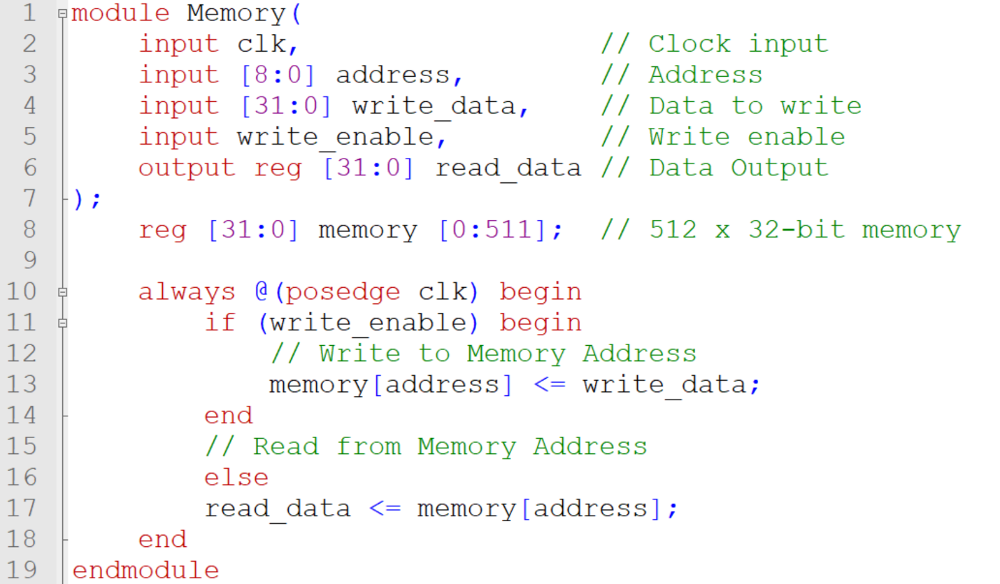 1 module Memory(
2 input clk, // Clock input
3 input [8:0] address, // Address
4 input [31:0] write_data, // Data to write
5 input write_enable, // Write enable
6 output reg [31:0] read_data // Data Output
7 );
8 reg [31:0] memory [0:511]; // 512 x 32-bit memory
9
10 always @(posedge clk) begin
11 if (write_enable) begin
12 // Write to Memory Address
13 memory[address] <= write_data;
14 end
15 // Read from Memory Address
16 else
17 read_data <= memory[address];
18 end
19 endmodule